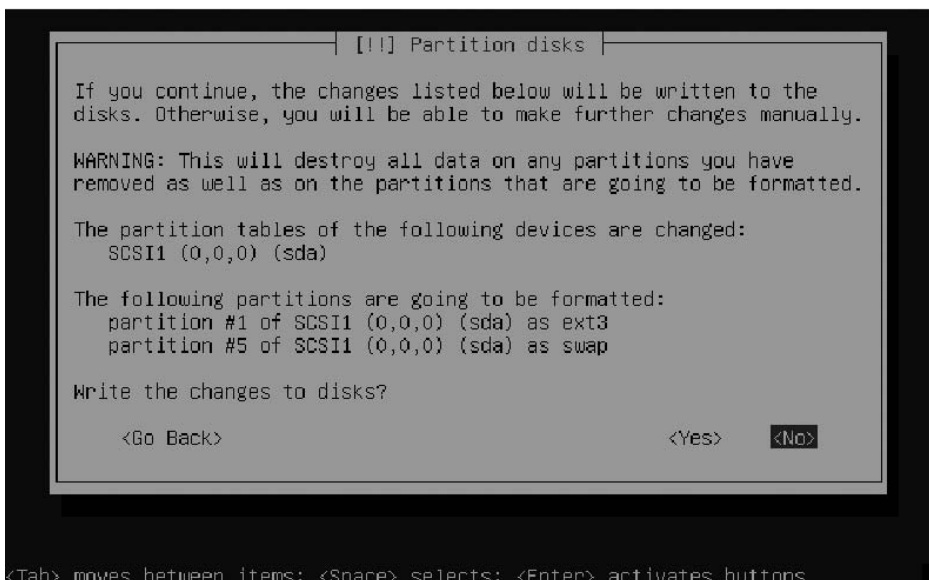 [!!] Partition disks
If you continue, the changes listed below will be written to the
disks. Otherwise, you will be able to make further changes manually.
WARNING: This will destroy all data on any partitions you have
removed as well as on the partitions that are going to be formatted.
The partition tables of the following devices are changed:
SCSI1 (0,0,0) (sda)
The following partitions are going to be formatted:
partition #1 of SCSI1 (0,0,0) (sda) as ext3
partition #5 of SCSI1 (0,0,0) (sda) as swap
Write the changes to disks?
<Go Back> <Yes> <No>
<Tab> moves between items; <Space> selects; <Enter> activates buttons